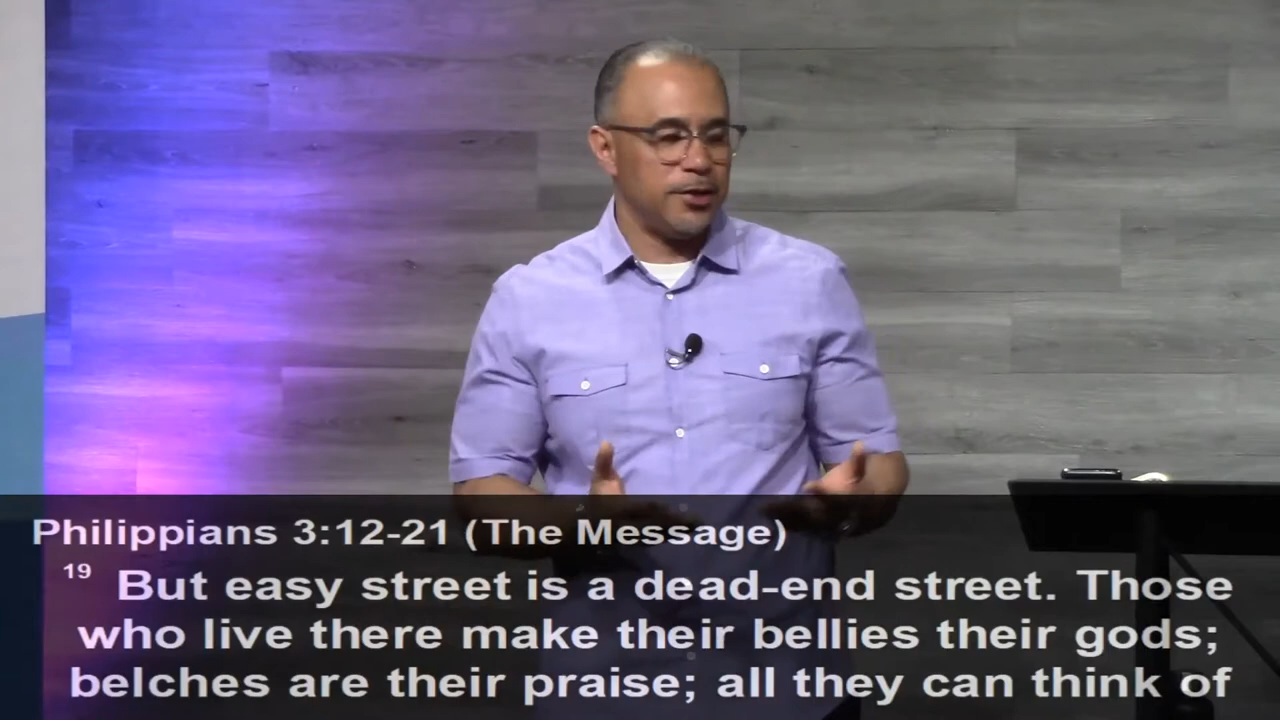 Philippians 3:12-21 (The Message)
19 But easy street is a dead-end street. Those
who live there make their bellies their gods;
belches are their praise; all they can think of